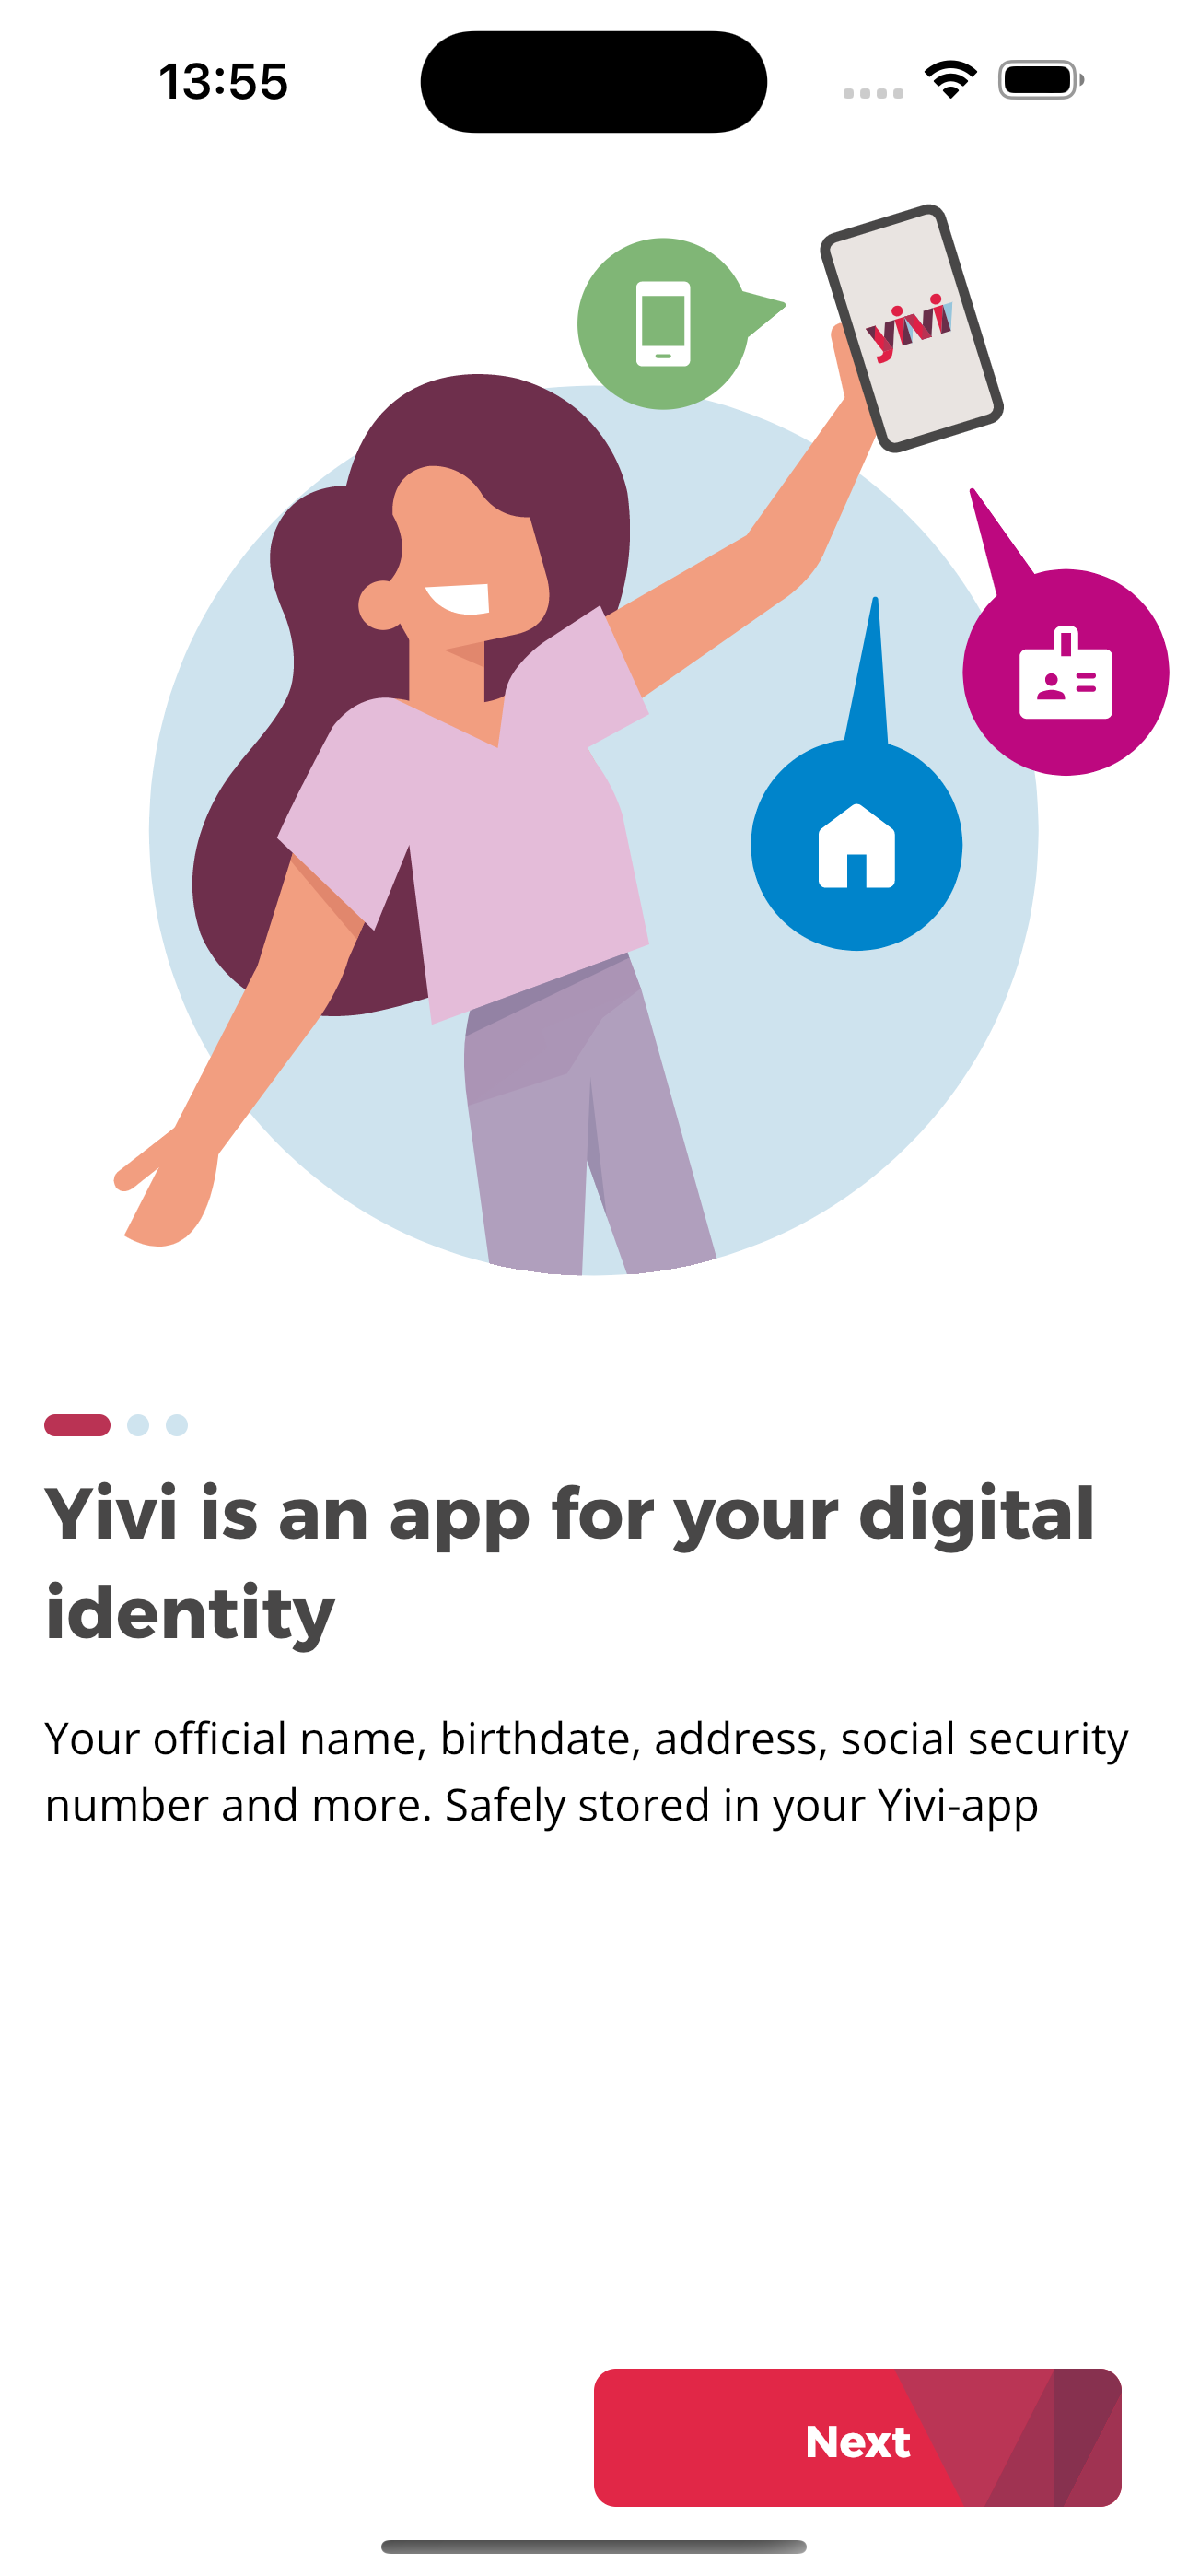 13:55
yivi
Yivi is an app for your digital
identity
Your official name, birthdate, address, social security
number and more. Safely stored in your Yivi-app
Next